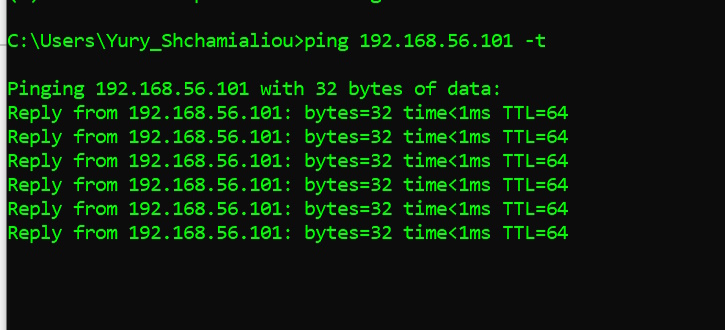 C:\Users\Yury_Shchamialiou>ping 192.168.56.101 -t
Pinging 192.168.56.101 with 32 bytes of data:
Reply from 192.168.56.101: bytes=32 time<1ms TTL=64
Reply from 192.168.56.101: bytes=32 time<1ms TTL=64
Reply from 192.168.56.101: bytes=32 time<1ms TTL=64
Reply from 192.168.56.101: bytes=32 time<1ms TTL=64
Reply from 192.168.56.101: bytes=32 time<1ms TTL=64
Reply from 192.168.56.101: bytes=32 time<1ms TTL=64